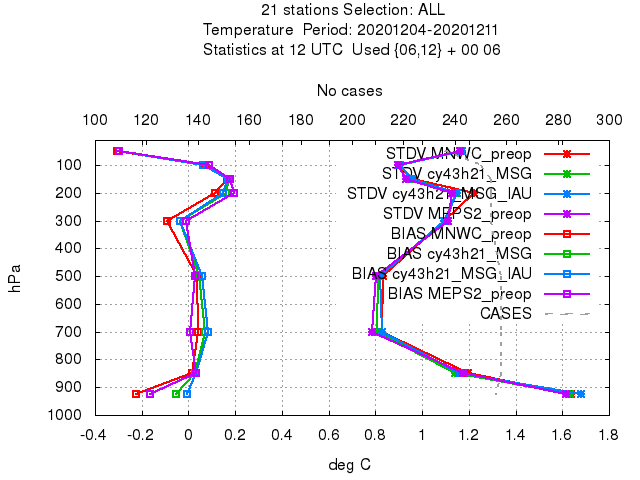 21 stations Selection: ALL
Temperature  Period: 20201204-20201211
Statistics at 12 UTC  Used {06,12} + 00 06
No cases
100 120 140 160 180 200 220 240 260 280 300
STDV MNWC_preop
STDV cy43h21_MSG
STDV cy43h21_MSG_IAU
STDV MEPS2_preop
BIAS MNWC_preop
BIAS cy43h21_MSG
BIAS cy43h21_MSG_IAU
BIAS MEPS2_preop
CASES
100
200
300
400
500
600
700
800
900
1000
hPa
-0.4 -0.2 0 0.2 0.4 0.6 0.8 1 1.2 1.4 1.6 1.8
deg C